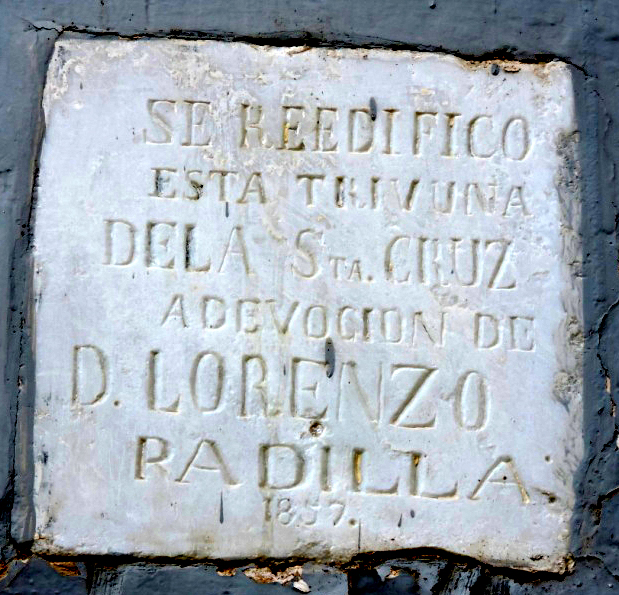 SE REEDIFICO
ESTA TRIVUNA
DELA STA. CRUZ
ADEVOCION DE
D. LORENZO
PADILLA
1857.